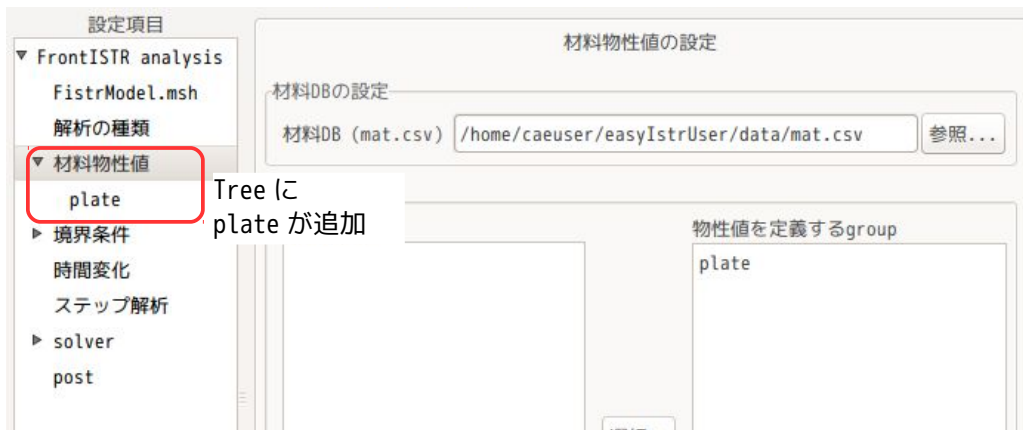 設定項目
FrontISTR analysis
FistrModel.msh
解析の種類
材料物性値
plate
境界条件
時間変化
ステップ解析
solver
post
Tree に
plate が追加
材料物性値の設定
材料DBの設定
材料DB (mat.csv) /home/caeuser/easyIstrUser/data/mat.csv 参照...
物性値を定義するgroup
plate